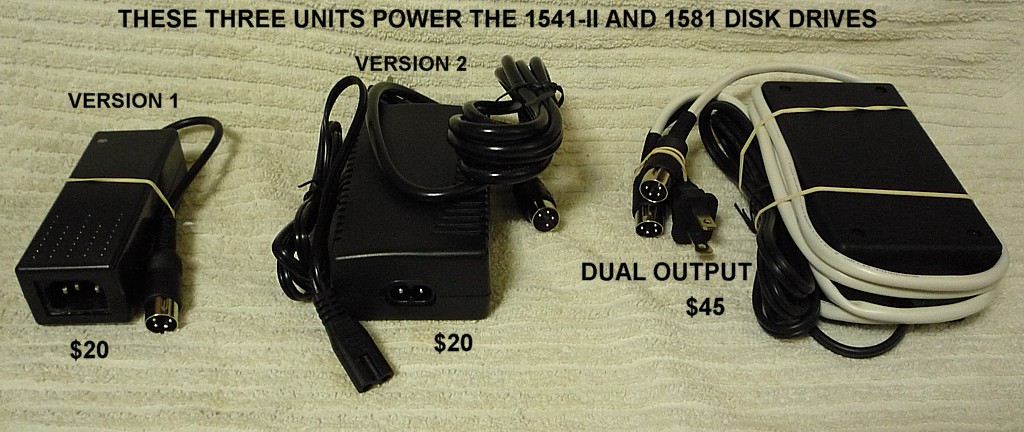 THESE THREE UNITS POWER THE 1541-II AND 1581 DISK DRIVES
VERSION 2
VERSION 1
DUAL OUTPUT
$45
$20
$20